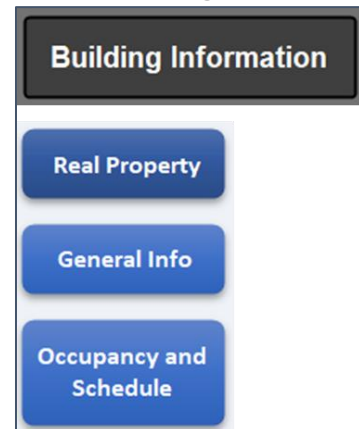 Building Information
Real Property
General Info
Occupancy and
Schedule